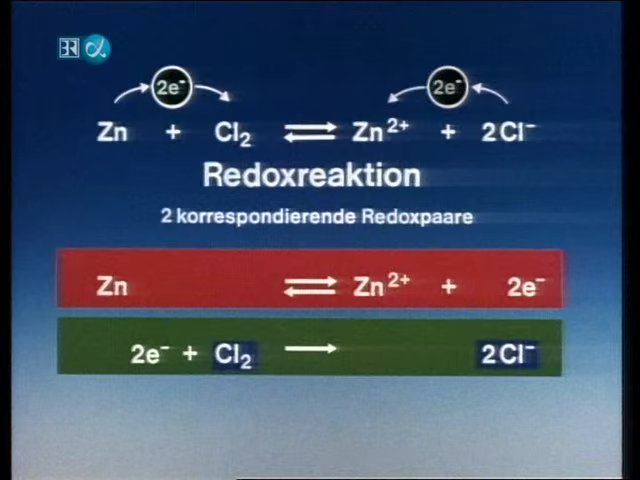 BR α
2e⁻ 2e⁻
Zn + Cl₂ ⇌ Zn²⁺ + 2Cl⁻
Redoxreaktion
2 korrespondierende Redoxpaare
Zn ⇌ Zn²⁺ + 2e⁻
2e⁻ + Cl₂ → 2Cl⁻